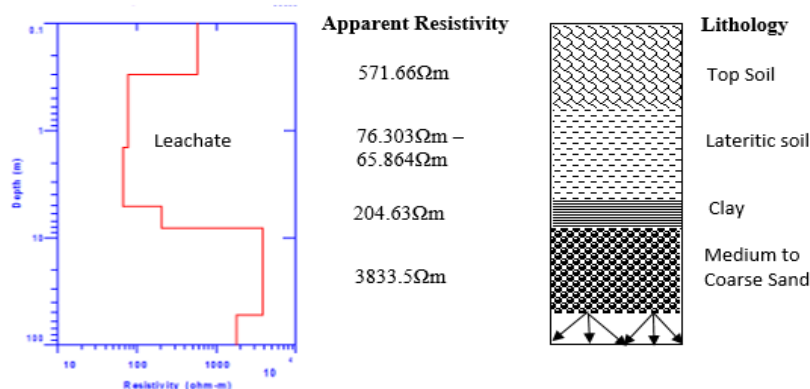 Apparent Resistivity
Lithology
0.1
1
10
100
Depth (m)
Leachate
10
100
1000
10
4
Resistivity (ohm-m)
571.66Ωm
76.303Ωm –
65.864Ωm
204.63Ωm
3833.5Ωm
Top Soil
Lateritic soil
Clay
Medium to
Coarse Sand